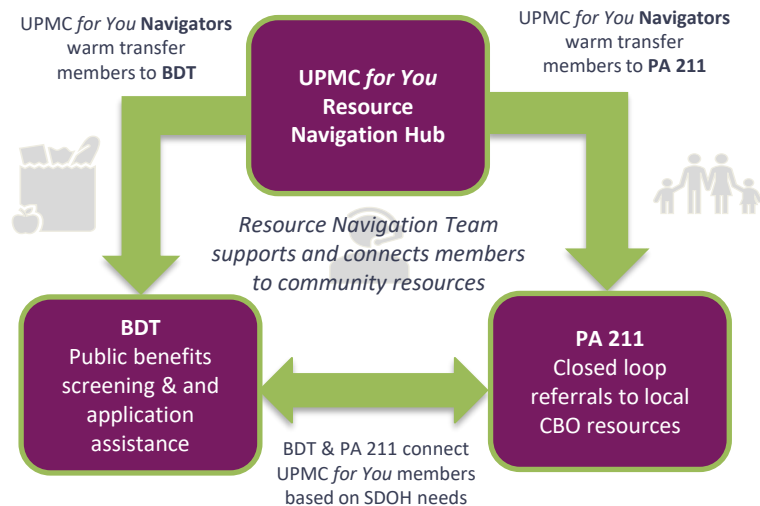 UPMC for You Navigators
warm transfer
members to BDT
UPMC for You Navigators
warm transfer
members to PA 211
UPMC for You
Resource
Navigation Hub
Resource Navigation Team
supports and connects members
to community resources
BDT
Public benefits
screening & and
application
assistance
PA 211
Closed loop
referrals to local
CBO resources
BDT & PA 211 connect
UPMC for You members
based on SDOH needs